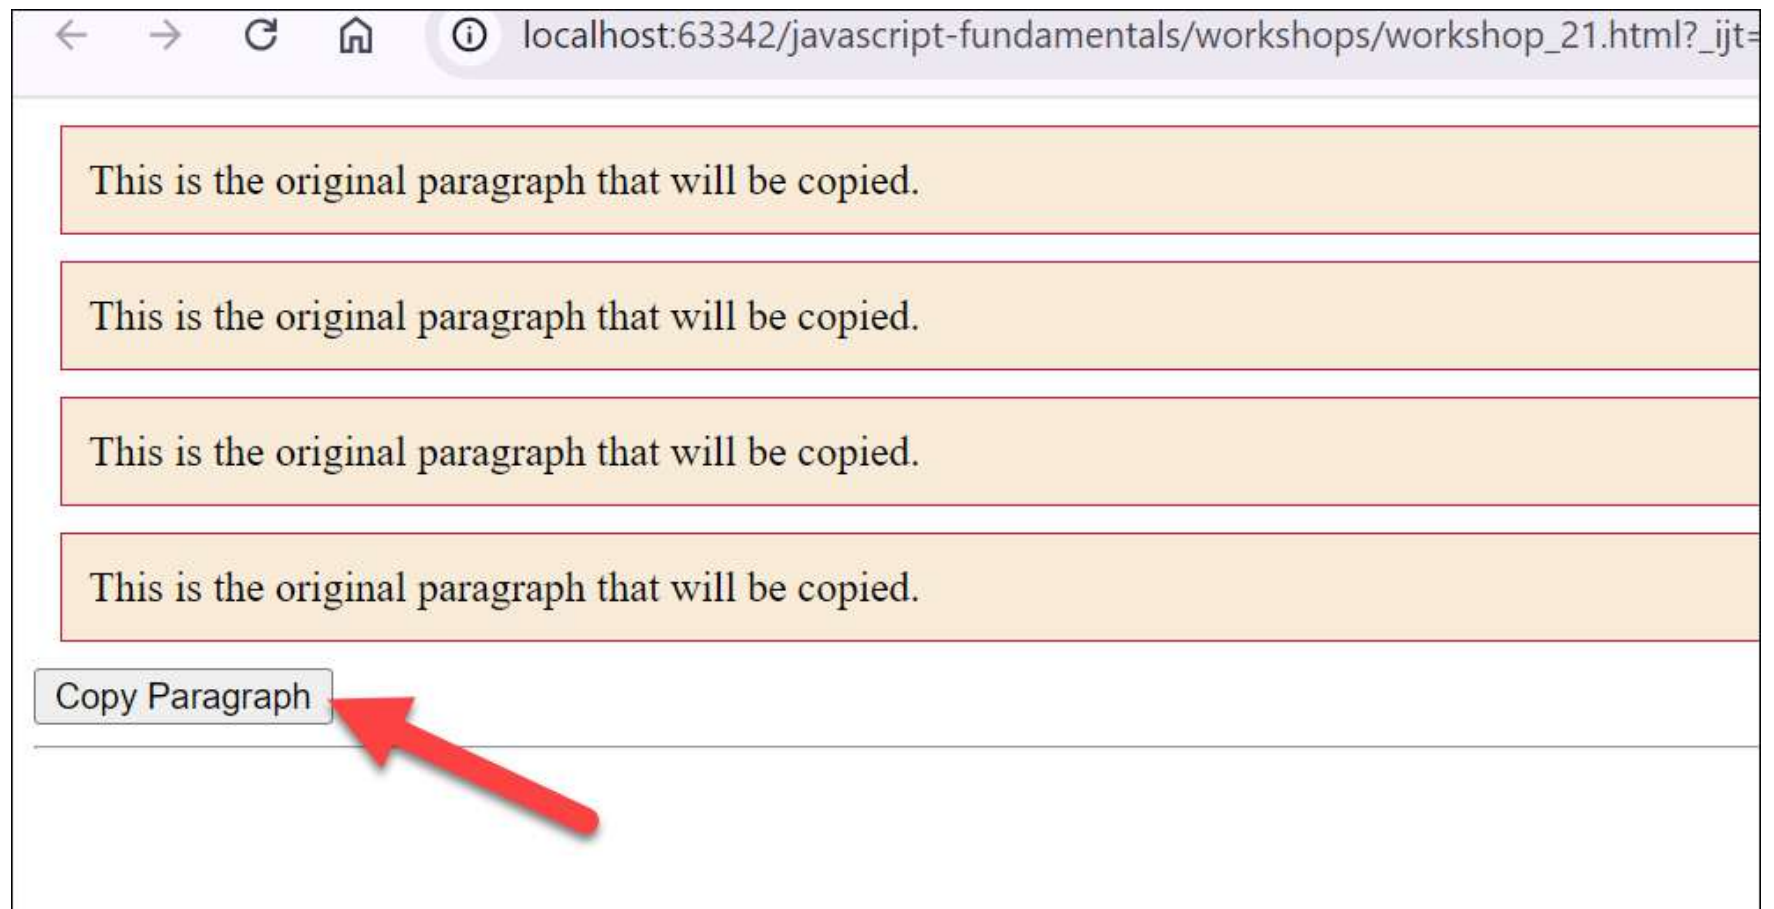 localhost:63342/javascript-fundamentals/workshops/workshop_21.html?_ijt=
This is the original paragraph that will be copied.
This is the original paragraph that will be copied.
This is the original paragraph that will be copied.
This is the original paragraph that will be copied.
Copy Paragraph